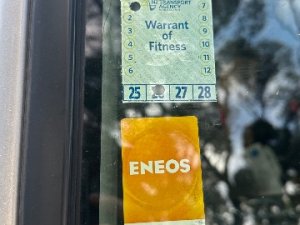 NZ TRANSPORT
AGENCY
7
Warrant 8
2 of 9
3 Fitness 10
4 11
5 12
6
25 27 28
ENEOS